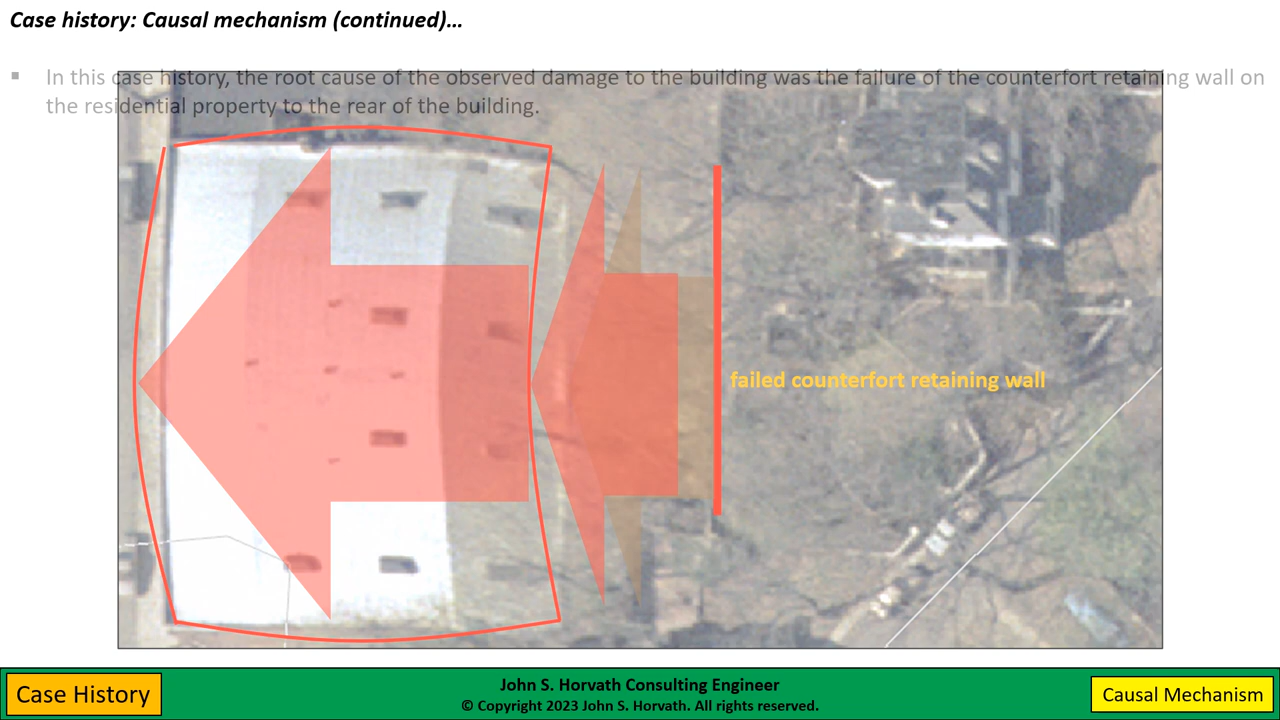 Case history: Causal mechanism (continued)…
▪ In this case history, the root cause of the observed damage to the building was the failure of the counterfort retaining wall on
the residential property to the rear of the building.
failed counterfort retaining wall
Case History
John S. Horvath Consulting Engineer
© Copyright 2023 John S. Horvath. All rights reserved.
Causal Mechanism